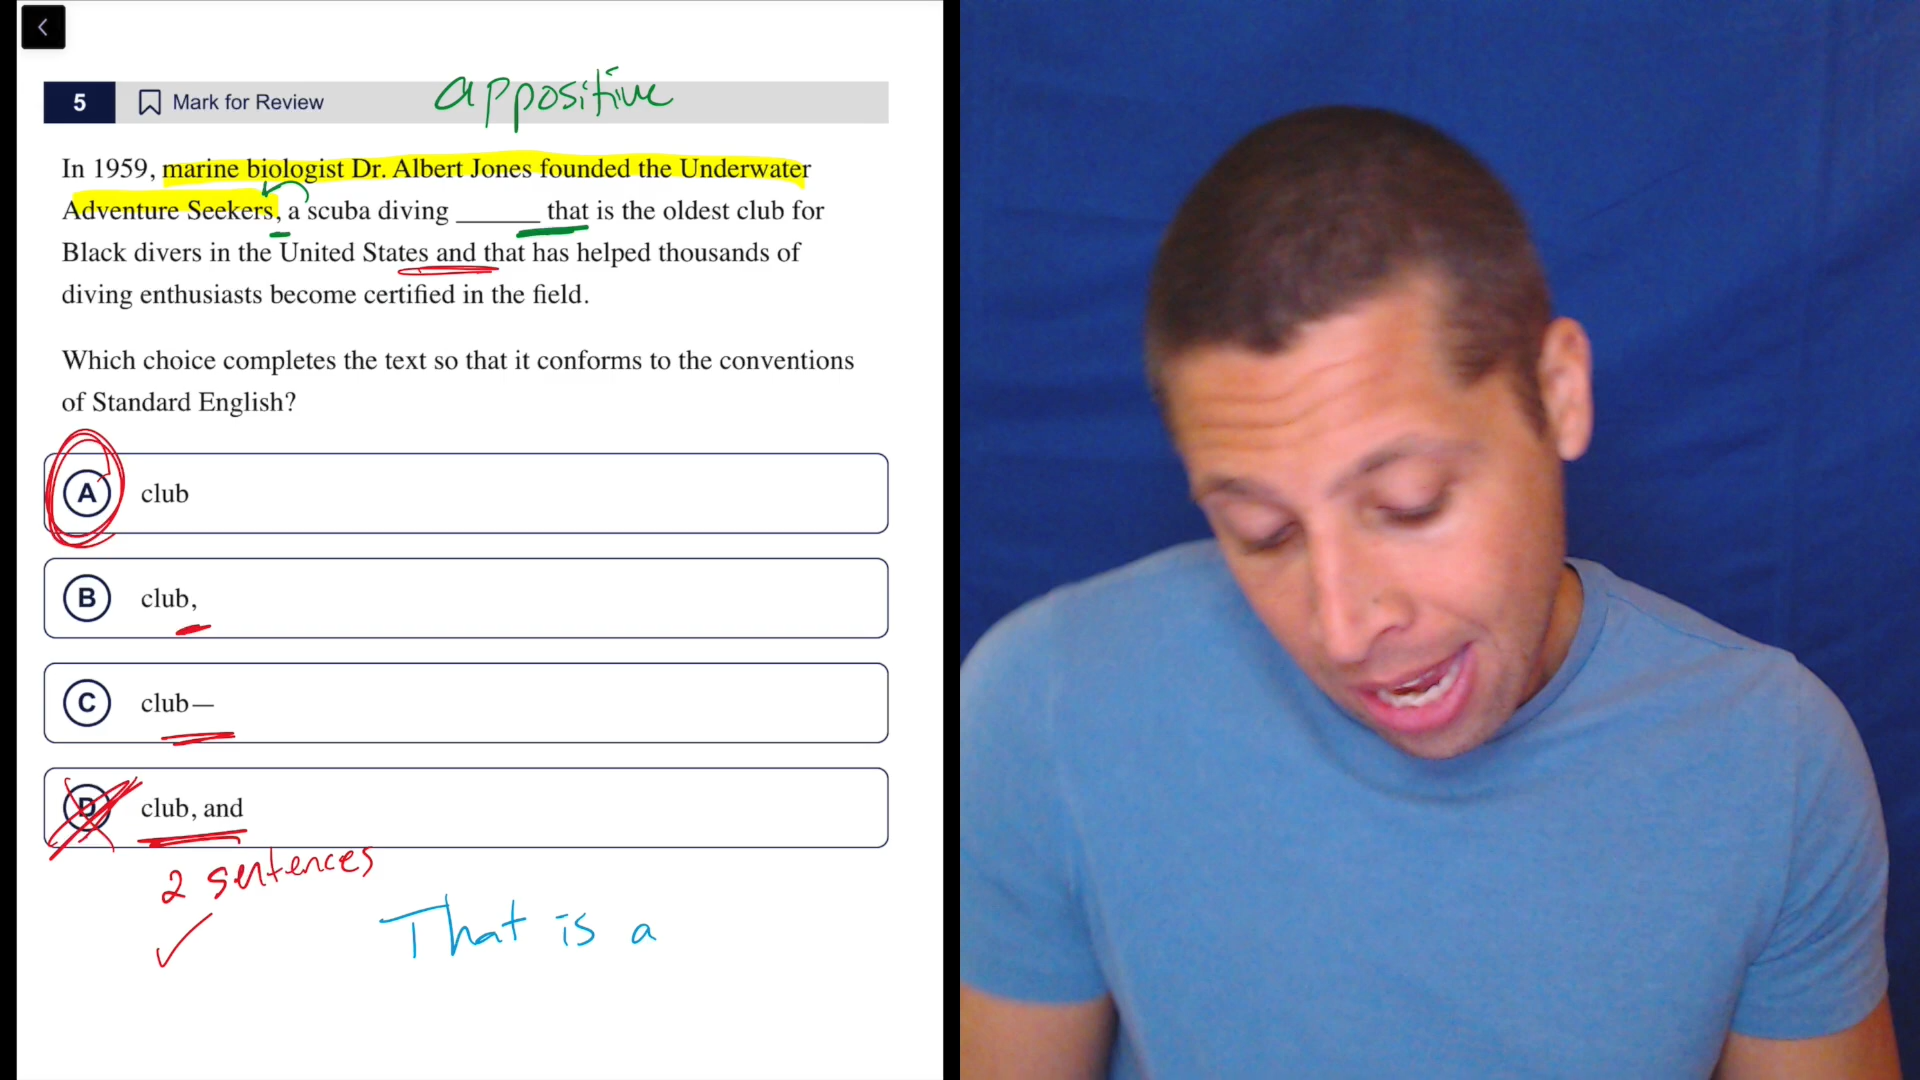 5 Mark for Review appositive
In 1959, marine biologist Dr. Albert Jones founded the Underwater
Adventure Seekers, a scuba diving ______ that is the oldest club for
Black divers in the United States and that has helped thousands of
diving enthusiasts become certified in the field.
Which choice completes the text so that it conforms to the conventions
of Standard English?
A club
B club,
C club—
D club, and
2 sentences
That is a